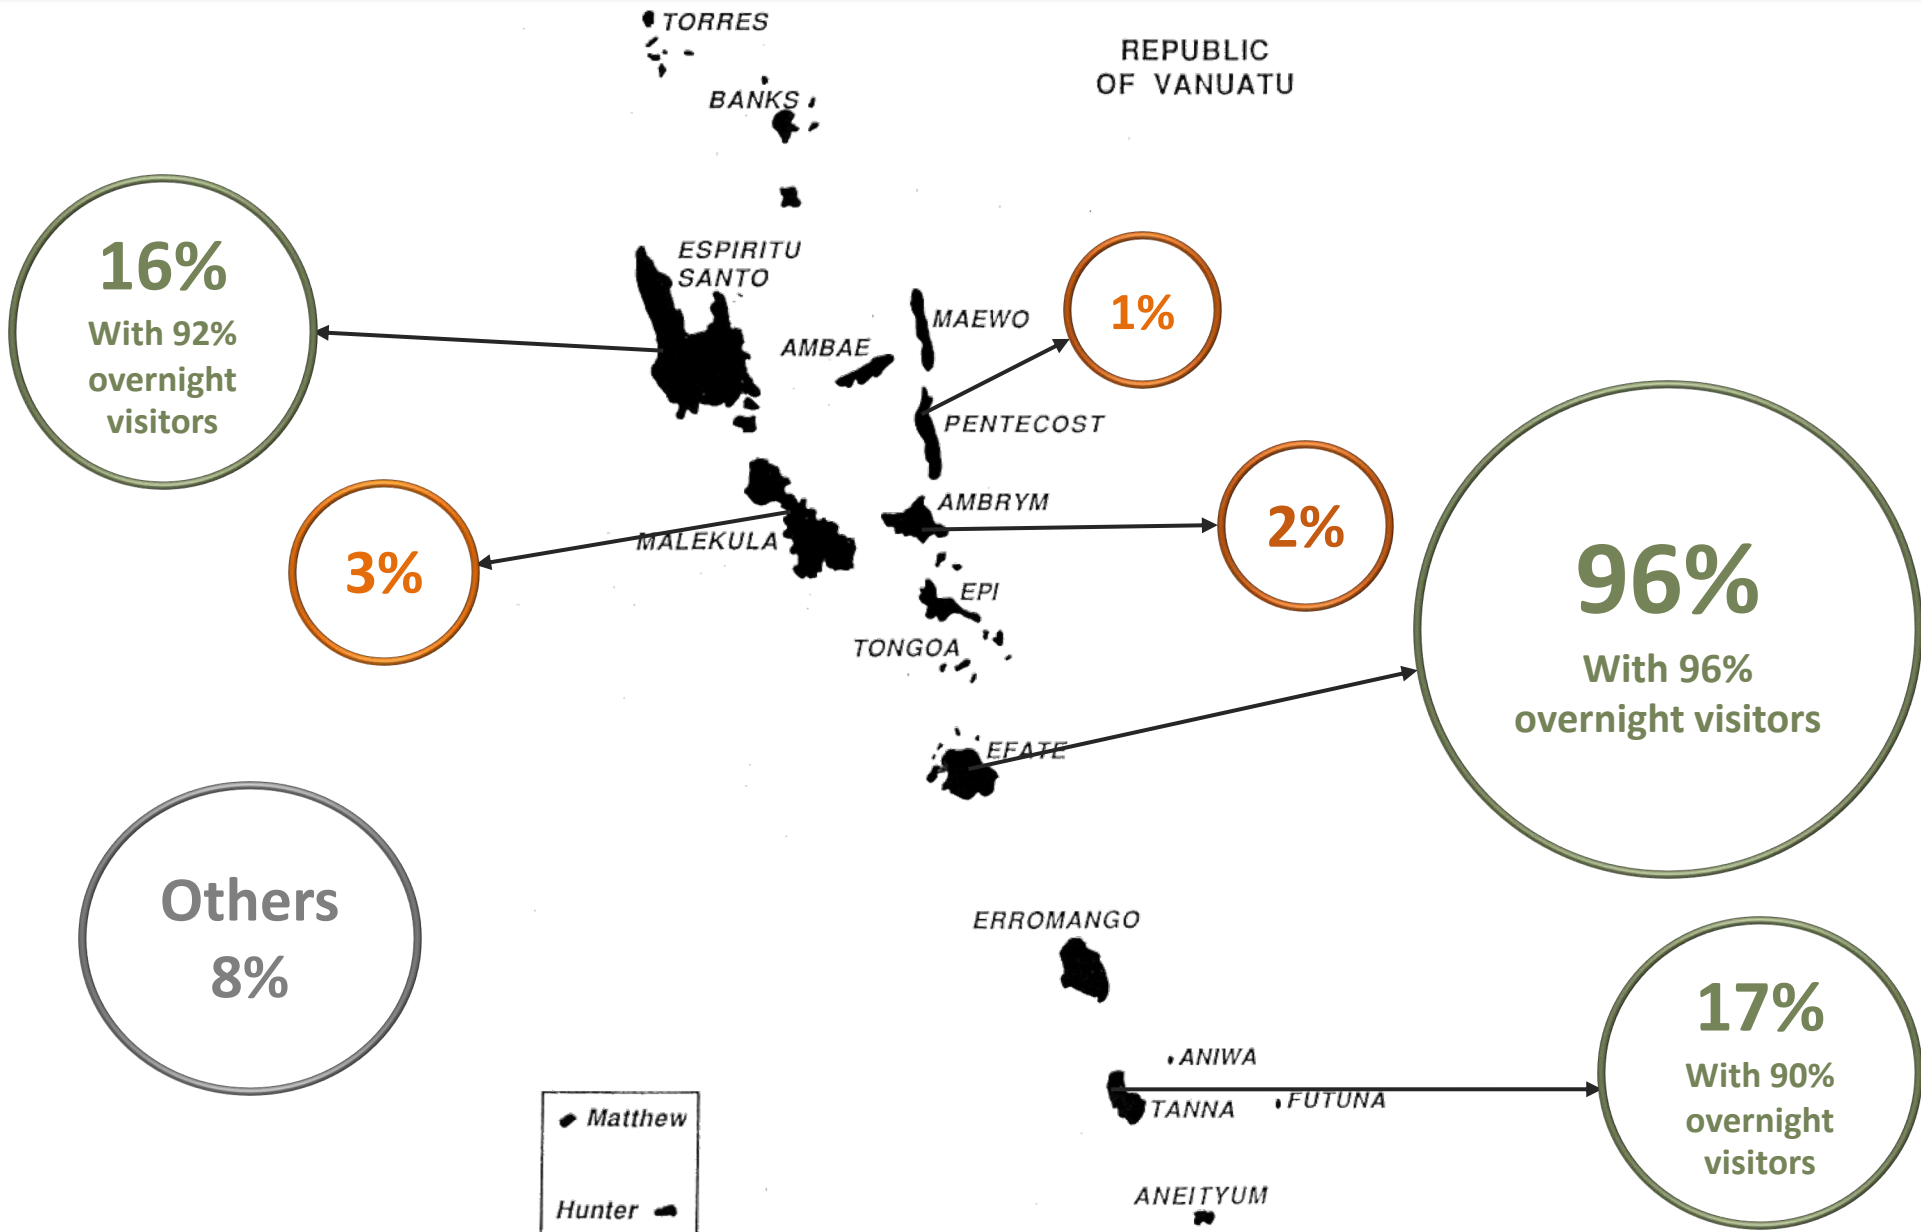 TORRES
REPUBLIC
OF VANUATU
BANKS
16%
With 92%
overnight
visitors
ESPIRITU
SANTO
1%
MAEWO
AMBAE
PENTECOST
AMBRYM
2%
3%
MALEKULA
96%
With 96%
overnight visitors
EPI
TONGOA
EFATE
Others
8%
ERROMANGO
17%
With 90%
overnight
visitors
ANIWA
TANNA
FUTUNA
Matthew
Hunter
ANEITYUM